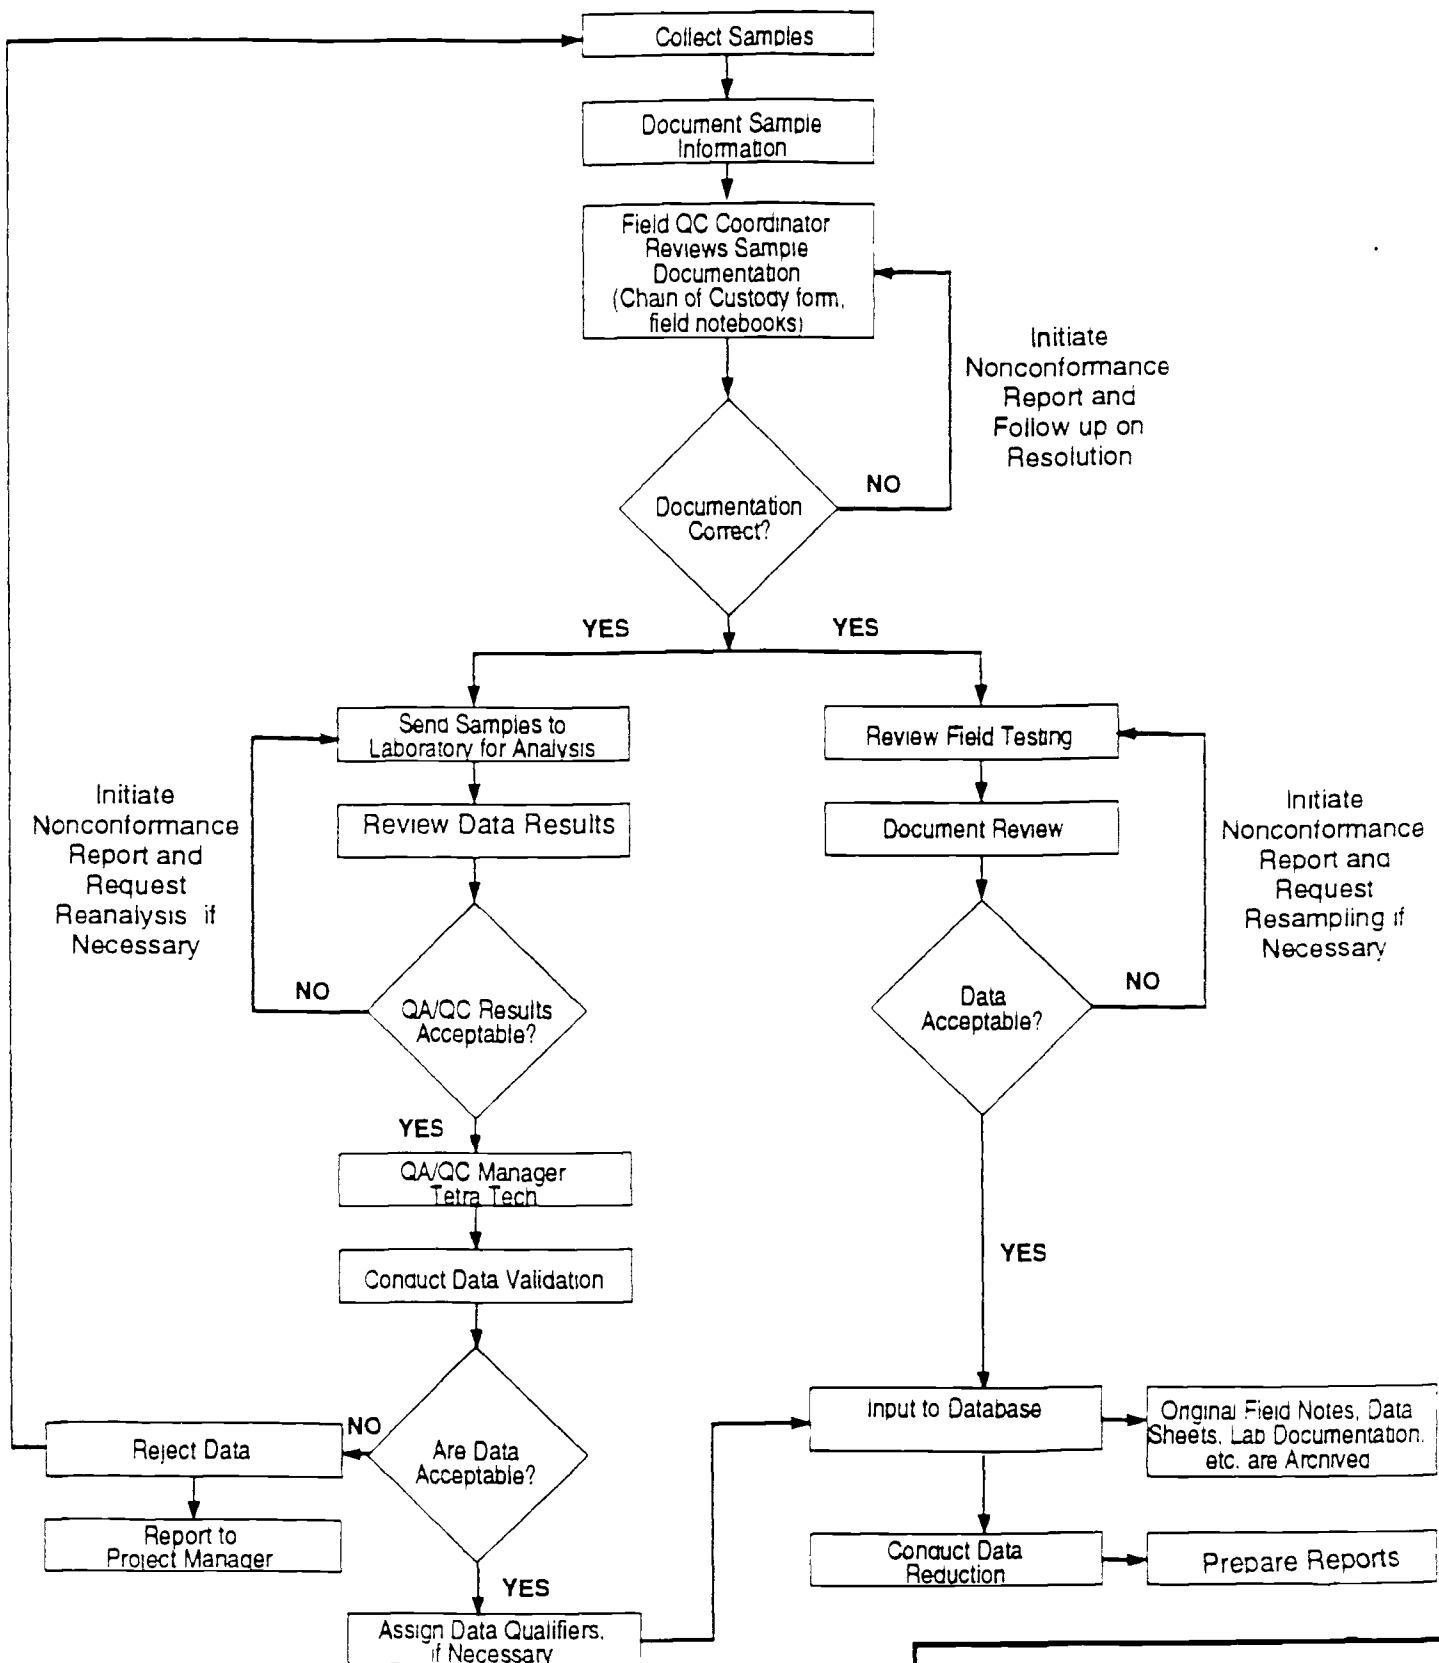 Collect Samples
Document Sample
Information
Field QC Coordinator
Reviews Sample
Documentation
(Chain of Custody form,
field notebooks)
Initiate
Nonconformance
Report and
Follow up on
Resolution
NO
Documentation
Correct?
YES
YES
Send Samples to
Laboratory for Analysis
Review Data Results
Initiate
Nonconformance
Report and
Request
Reanalysis if
Necessary
NO
QA/QC Results
Acceptable?
YES
QA/QC Manager
Tetra Tech
Conduct Data Validation
Review Field Testing
Document Review
Initiate
Nonconformance
Report and
Request
Resampling if
Necessary
NO
Data
Acceptable?
YES
NO
Are Data
Acceptable?
Reject Data
Report to
Project Manager
YES
Assign Data Qualifiers,
if Necessary
Input to Database
Original Field Notes, Data
Sheets, Lab Documentation,
etc. are Archived
Conduct Data
Reduction
Prepare Reports